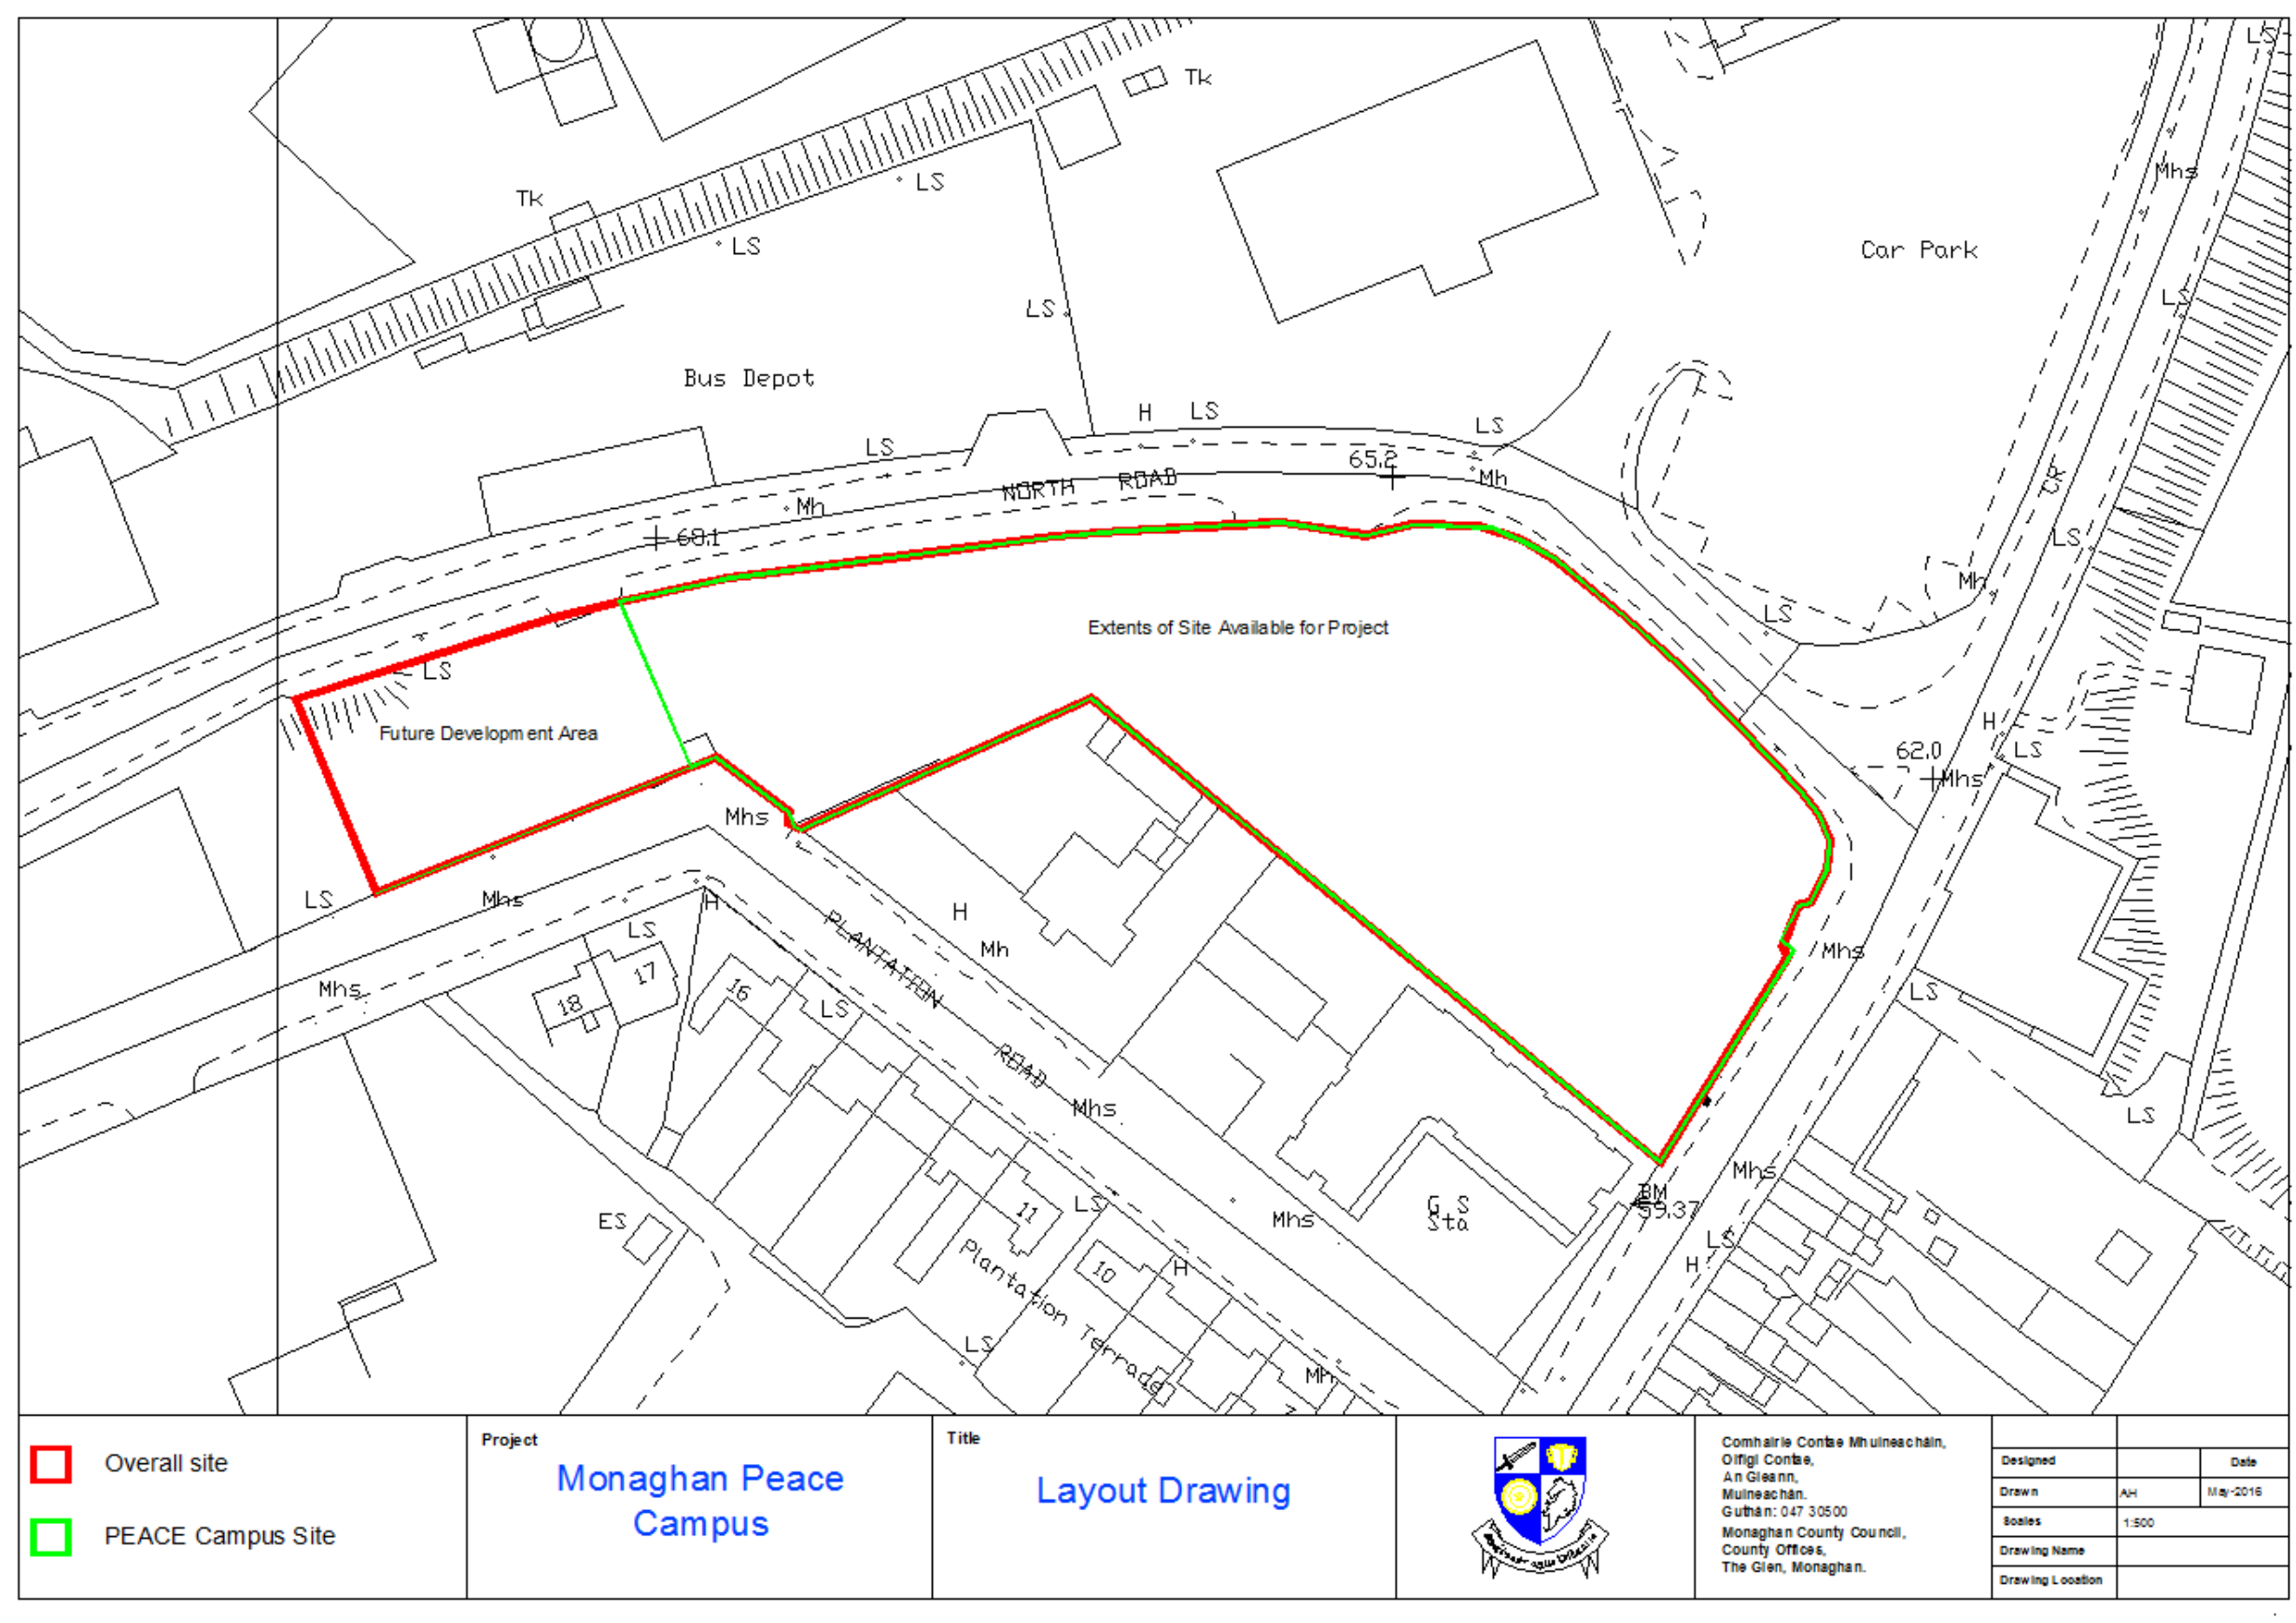 LS
Tk
Tk
LS
Mhs
LS
Car Park
LS
LS
Bus Depot
H LS
LS
LS
65.2
Mh
NORTH ROAD
CR
Mh
68.1
LS
Mh
LS
Extents of Site Available for Project
LS
Future Development Area
H
LS
62.0
Mhs
Mhs
LS
Mhs
H
H
LS
PLANTATION
ROAD
Mh
Mhs
17
16
18
Mhs
LS
LS
Mhs
LS
Mhs
BM
59.37
G S
Sta
Mhs
LS
11
ES
LS
H
H
10
Plantation Terrade
LS
Mh
Overall site
PEACE Campus Site
Project
Monaghan Peace
Campus
Title
Layout Drawing
Comhairle Contae Mhuineacháin,
Oifigi Contae,
An Gleann,
Muineachán.
Guthán: 047 30500
Monaghan County Council,
County Offices,
The Glen, Monaghan.
Designed Date
Drawn AH May-2016
Scales 1:500
Drawing Name
Drawing Location